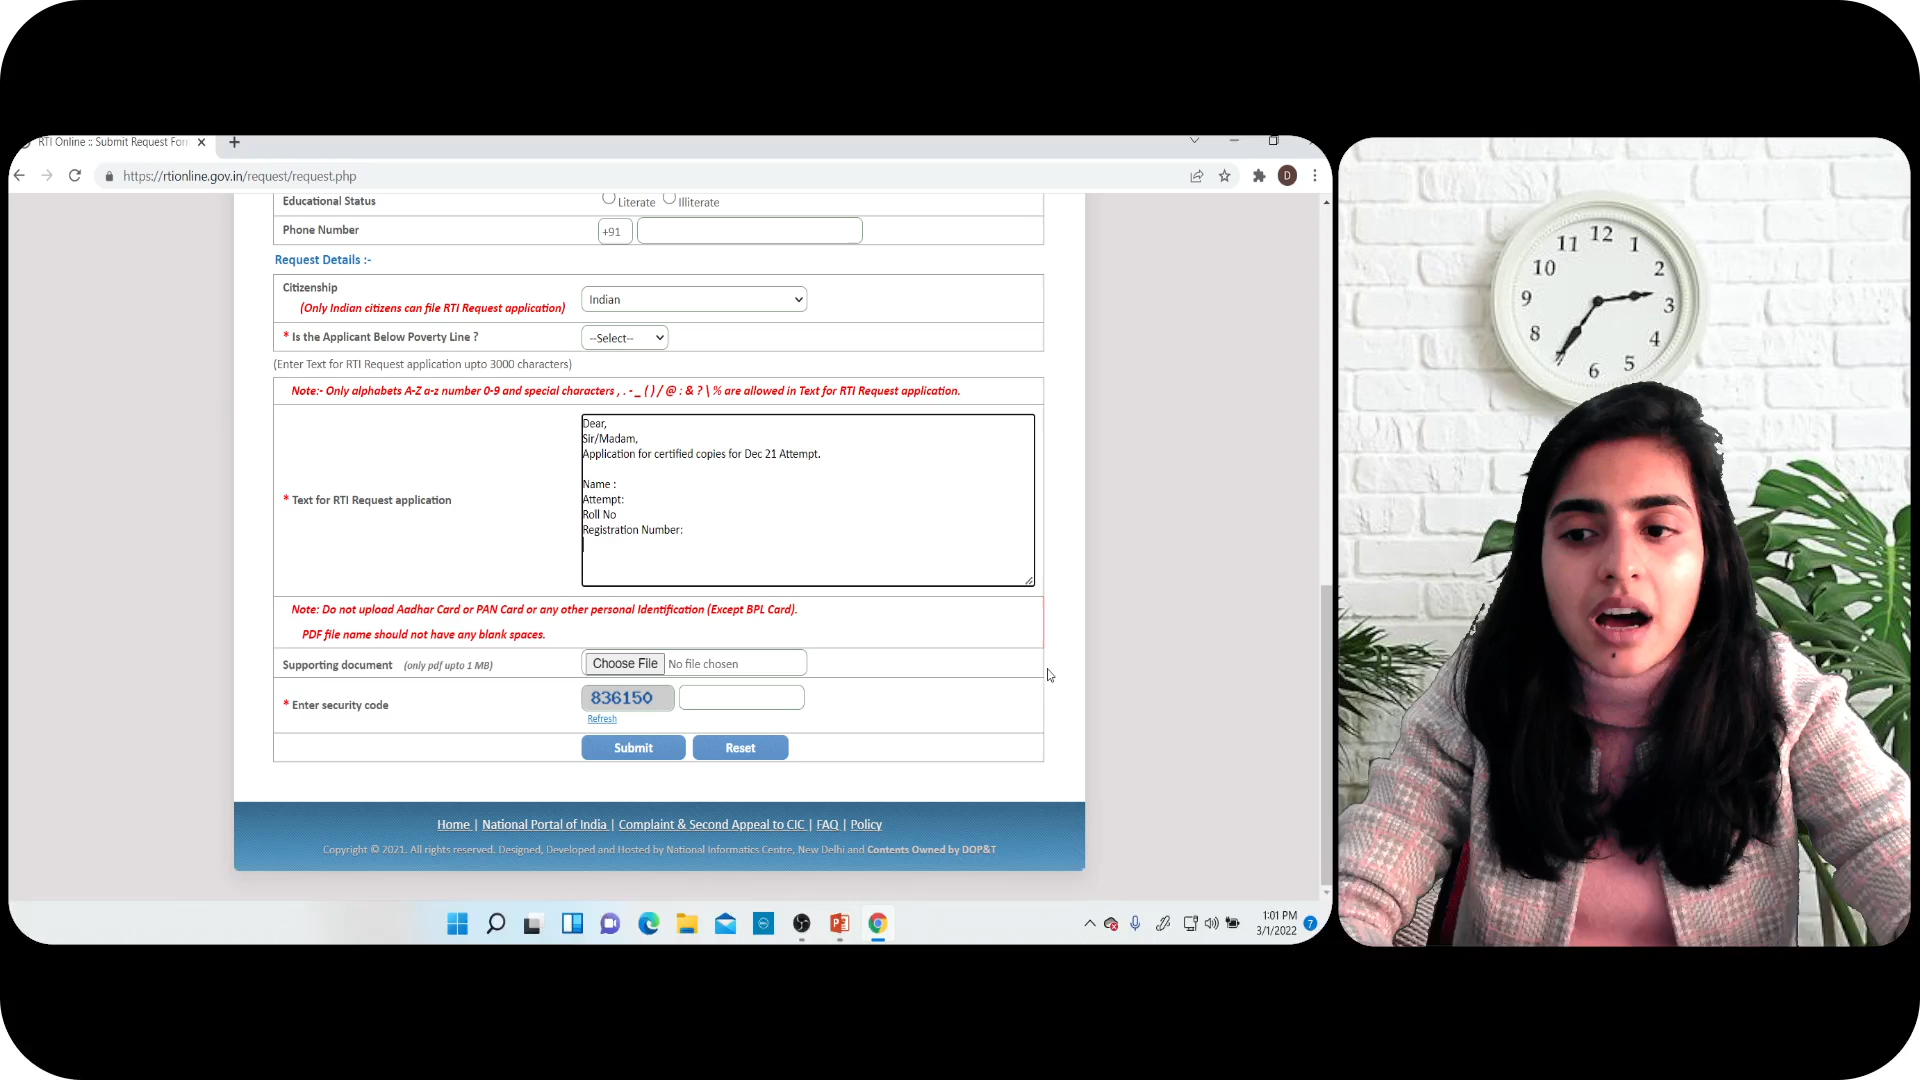 RTI Online :: Submit Request For
https://rtionline.gov.in/request/request.php
D
Educational Status
Literate
Illiterate
Phone Number
+91
Request Details :-
Citizenship
(Only Indian citizens can file RTI Request application)
Indian
* Is the Applicant Below Poverty Line ?
--Select--
(Enter Text for RTI Request application upto 3000 characters)
Note:- Only alphabets A-Z a-z number 0-9 and special characters , . - _ ( ) / @ : & ? \ % are allowed in Text for RTI Request application.
* Text for RTI Request application
Dear,
Sir/Madam,
Application for certified copies for Dec 21 Attempt.
Name :
Attempt:
Roll No
Registration Number:
Note: Do not upload Aadhar Card or PAN Card or any other personal Identification (Except BPL Card).
PDF file name should not have any blank spaces.
Supporting document (only pdf upto 1 MB)
Choose File No file chosen
* Enter security code
836150
Refresh
Submit
Reset
Home | National Portal of India | Complaint & Second Appeal to CIC | FAQ | Policy
Copyright © 2021. All rights reserved. Designed, Developed and Hosted by National Informatics Centre, New Delhi and Contents Owned by DOP&T
1:01 PM
3/1/2022
7
12
1
2
3
4
5
6
8
9
10
11